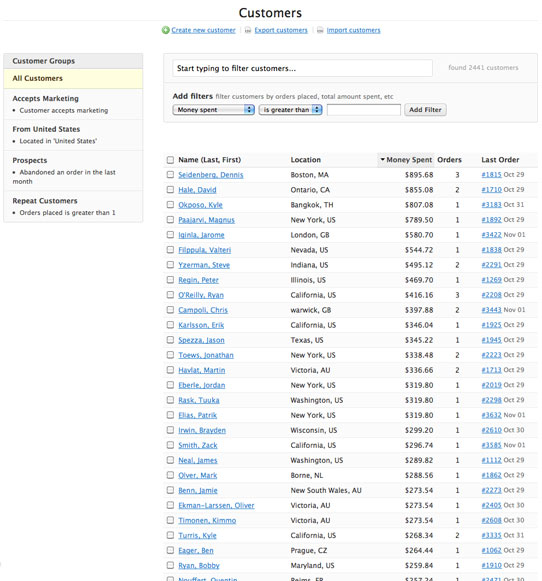 Customers
Create new customer | Export customers | Import customers
Customer Groups
All Customers
Accepts Marketing
• Customer accepts marketing
From United States
• Located in 'United States'
Prospects
• Abandoned an order in the last
month
Repeat Customers
• Orders placed is greater than 1
Start typing to filter customers... found 2441 customers
Add filters filter customers by orders placed, total amount spent, etc
Money spent is greater than Add Filter
Name (Last, First) Location Money Spent Orders Last Order
Seidenberg, Dennis Boston, MA $895.68 3 #1815 Oct 29
Hale, David Ontario, CA $855.08 2 #1710 Oct 29
Okposo, Kyle Bangkok, TH $807.08 1 #3183 Oct 31
Paajarvi, Magnus New York, US $789.50 1 #1892 Oct 29
Iginla, Jarome London, GB $580.70 1 #3422 Nov 01
Filppula, Valteri Nevada, US $544.72 1 #1838 Oct 29
Yzerman, Steve Indiana, US $495.12 2 #2291 Oct 29
Regin, Peter Illinois, US $469.70 1 #1269 Oct 29
O'Reilly, Ryan California, US $416.16 3 #2208 Oct 29
Campoli, Chris warwick, GB $397.88 2 #3443 Nov 01
Karlsson, Erik California, US $346.04 1 #1925 Oct 29
Spezza, Jason Texas, US $345.22 1 #1945 Oct 29
Toews, Jonathan New York, US $338.48 2 #2223 Oct 29
Havlat, Martin Victoria, AU $336.66 2 #1713 Oct 29
Eberle, Jordan New York, US $319.80 1 #2019 Oct 29
Rask, Tuuka Washington, US $319.80 1 #2298 Oct 29
Elias, Patrik New York, US $319.80 1 #3632 Nov 01
Irwin, Brayden Wisconsin, US $299.20 1 #2610 Oct 30
Smith, Zack California, US $296.74 1 #3585 Nov 01
Neal, James Washington, US $289.82 1 #1112 Oct 29
Olver, Mark Borne, NL $288.56 1 #1862 Oct 29
Benn, Jamie New South Wales, AU $273.54 1 #2273 Oct 29
Ekman-Larssen, Oliver Victoria, AU $273.54 1 #2405 Oct 30
Timonen, Kimmo Victoria, AU $273.54 1 #2608 Oct 30
Turris, Kyle California, US $268.34 2 #3335 Oct 31
Eager, Ben Prague, CZ $264.44 1 #1062 Oct 29
Ryan, Bobby Maryland, US $259.84 1 #1910 Oct 29
Nouffert, Quentin Reims, FR $257.24 1 #2471 Oct 30